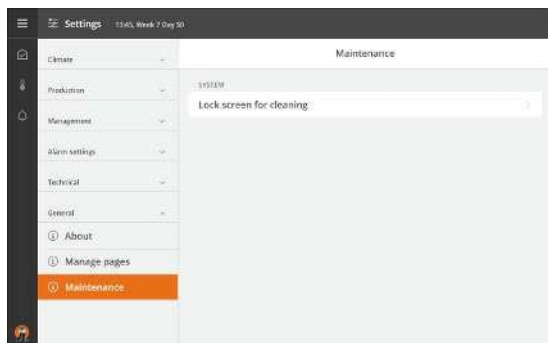 Settings 13:45, Week 7 Day 50
Climate
Production
Management
Alarm settings
Technical
General
About
Manage pages
Maintenance
Maintenance
SYSTEM
Lock screen for cleaning